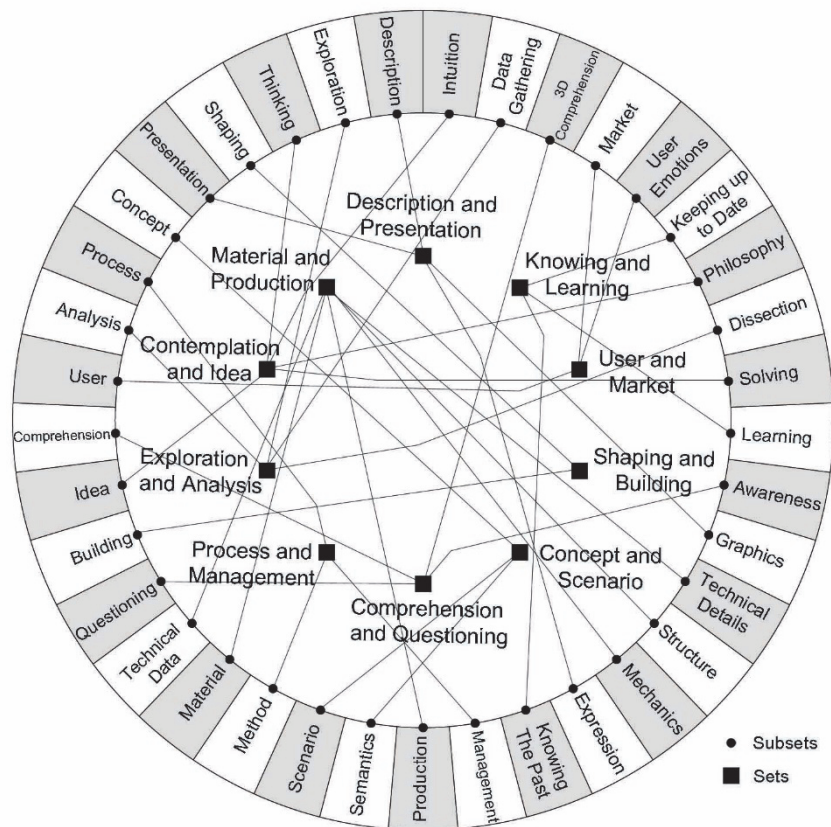 Description
Intuition
Data
Gathering
3D
Comprehension
Market
User
Emotions
Keeping up
to Date
Philosophy
Dissection
Solving
Learning
Awareness
Graphics
Technical
Details
Structure
Mechanics
Expression
Knowing
The Past
Management
Production
Semantics
Scenario
Method
Material
Technical
Data
Questioning
Building
Idea
Comprehension
User
Analysis
Process
Concept
Presentation
Shaping
Thinking
Exploration
Description and
Presentation
Material and
Production
Knowing and
Learning
Contemplation
and Idea
User and
Market
Exploration
and Analysis
Shaping and
Building
Process and
Management
Concept and
Scenario
Comprehension
and Questioning
Subsets
Sets